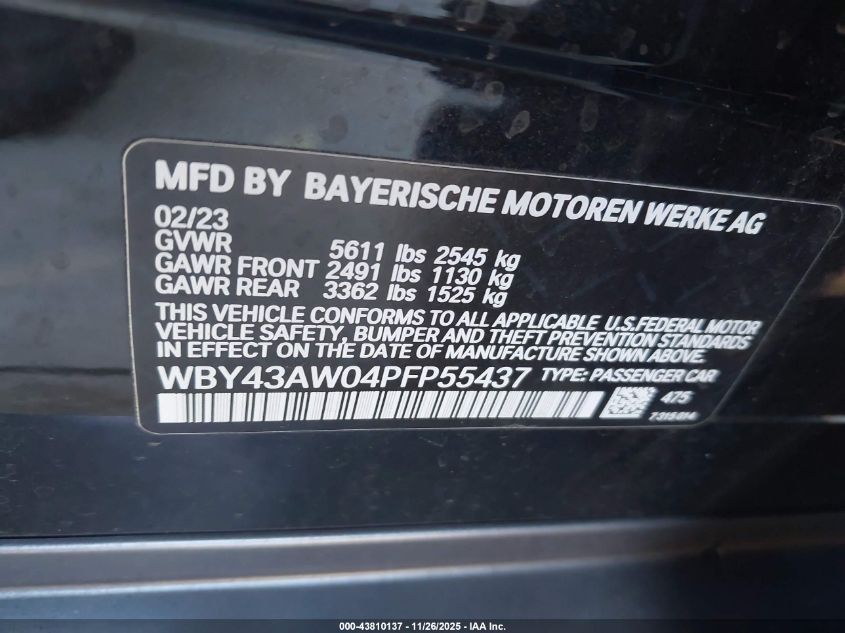 MFD BY BAYERISCHE MOTOREN WERKE AG
02/23
GVWR 5611 lbs 2545 kg
GAWR FRONT 2491 lbs 1130 kg
GAWR REAR 3362 lbs 1525 kg
THIS VEHICLE CONFORMS TO ALL APPLICABLE U.S.FEDERAL MOTOR
VEHICLE SAFETY, BUMPER AND THEFT PREVENTION STANDARDS
IN EFFECT ON THE DATE OF MANUFACTURE SHOWN ABOVE.
WBY43AW04PFP55437 TYPE: PASSENGER CAR
475
7315014
000-43810137 - 11/26/2025 - IAA Inc.